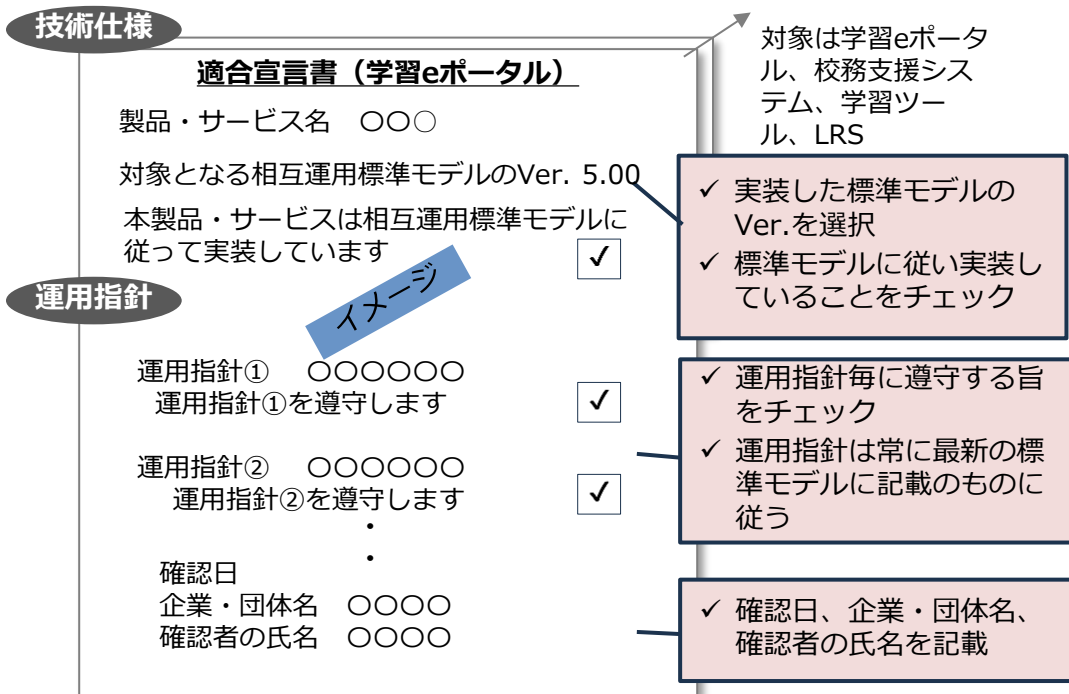 技術仕様
適合宣言書（学習eポータル）
製品・サービス名　○○○
対象となる相互運用標準モデルのVer. 5.00
本製品・サービスは相互運用標準モデルに
従って実装しています
✓
イメージ
対象は学習eポータ
ル、校務支援シス
テム、学習ツー
ル、LRS
✓ 実装した標準モデルの
Ver.を選択
✓ 標準モデルに従い実装し
ていることをチェック
運用指針
運用指針①　○○○○○○
運用指針①を遵守します
✓
運用指針②　○○○○○○
運用指針②を遵守します
✓
・
・
✓ 運用指針毎に遵守する旨
をチェック
✓ 運用指針は常に最新の標
準モデルに記載のものに
従う
確認日
企業・団体名　○○○○
確認者の氏名　○○○○
✓ 確認日、企業・団体名、
確認者の氏名を記載